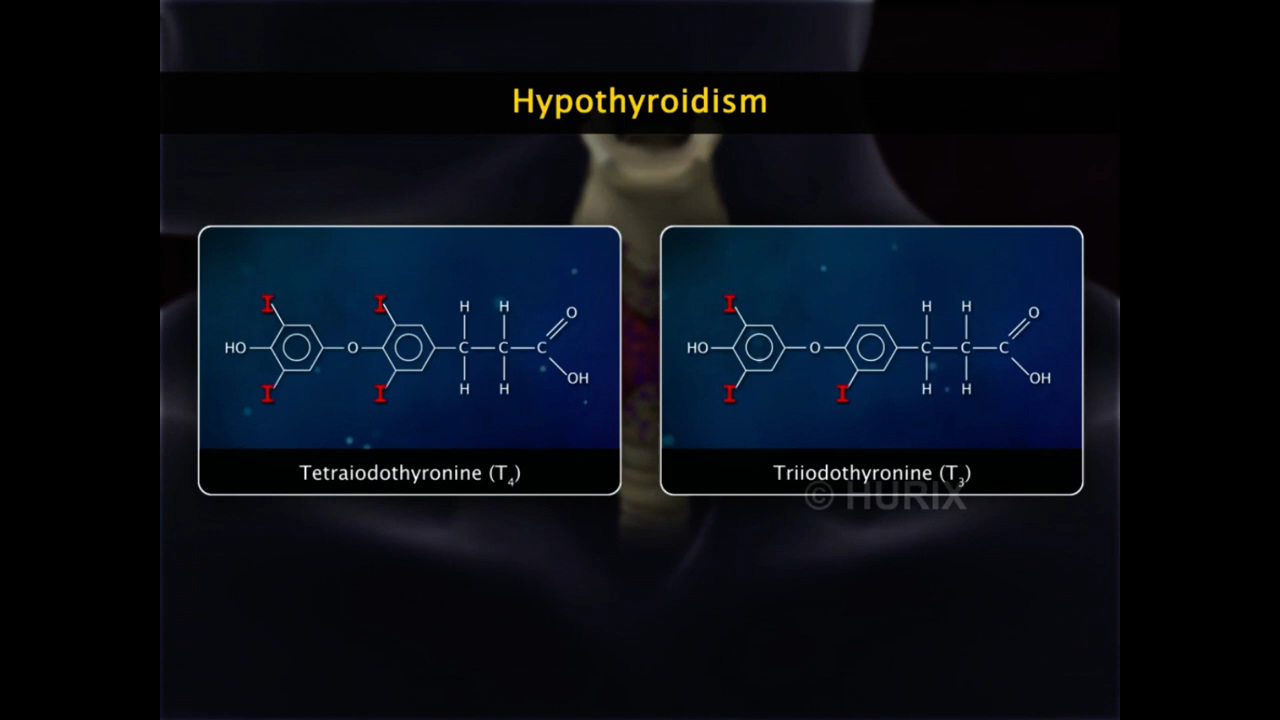 Hypothyroidism
I I
H H O
HO O C C C
I I H H OH
Tetraiodothyronine (T4)
I
H H O
HO O C C C
I I H H OH
Triiodothyronine (T3)
© HURIX